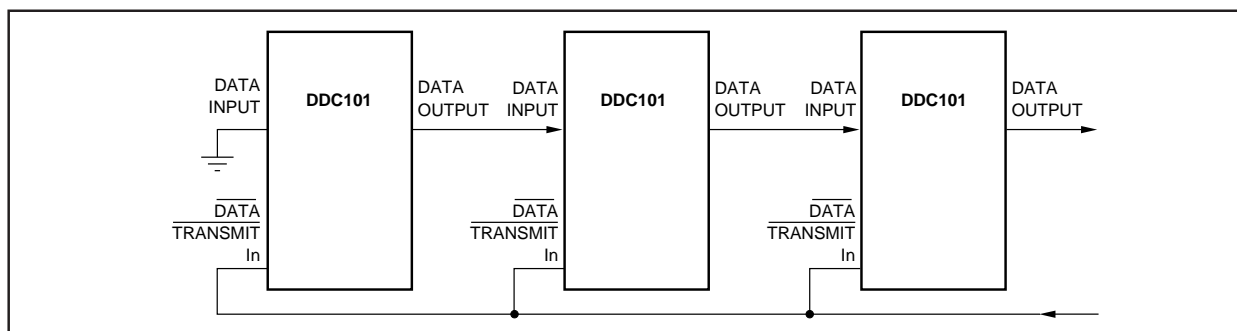 DATA
INPUT
DDC101
DATA
OUTPUT
DATA
INPUT
DDC101
DATA
OUTPUT
DATA
INPUT
DDC101
DATA
OUTPUT
DATA
TRANSMIT
In
DATA
TRANSMIT
In
DATA
TRANSMIT
In